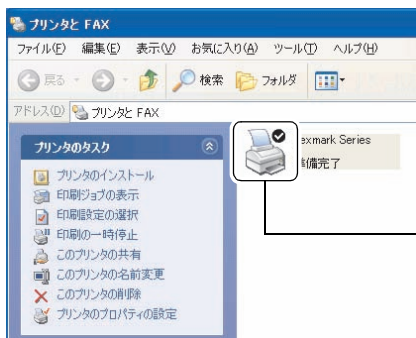 プリンタと FAX
ファイル(F) 編集(E) 表示(V) お気に入り(A) ツール(T) ヘルプ(H)
戻る 検索 フォルダ
アドレス(D) プリンタと FAX
プリンタのタスク
プリンタのインストール
印刷ジョブの表示
印刷設定の選択
印刷の一時停止
このプリンタの共有
このプリンタの名前変更
このプリンタの削除
プリンタのプロパティの設定
exmark Series
準備完了